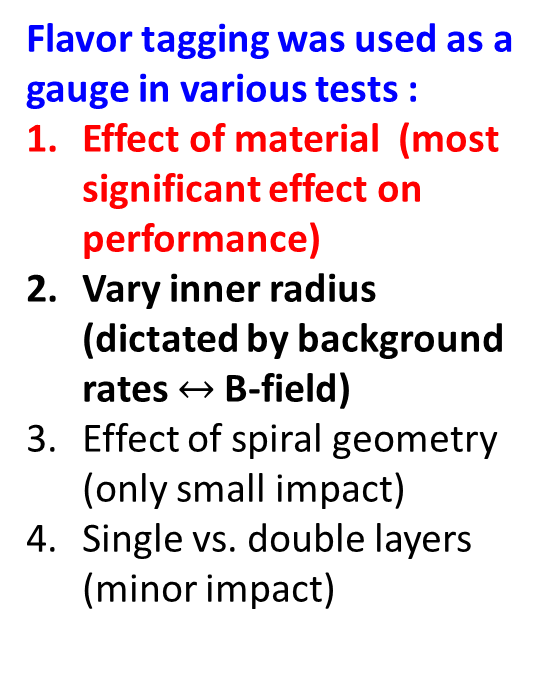 Flavor tagging was used as a
gauge in various tests :
1. Effect of material (most
significant effect on
performance)
2. Vary inner radius
(dictated by background
rates ↔ B-field)
3. Effect of spiral geometry
(only small impact)
4. Single vs. double layers
(minor impact)